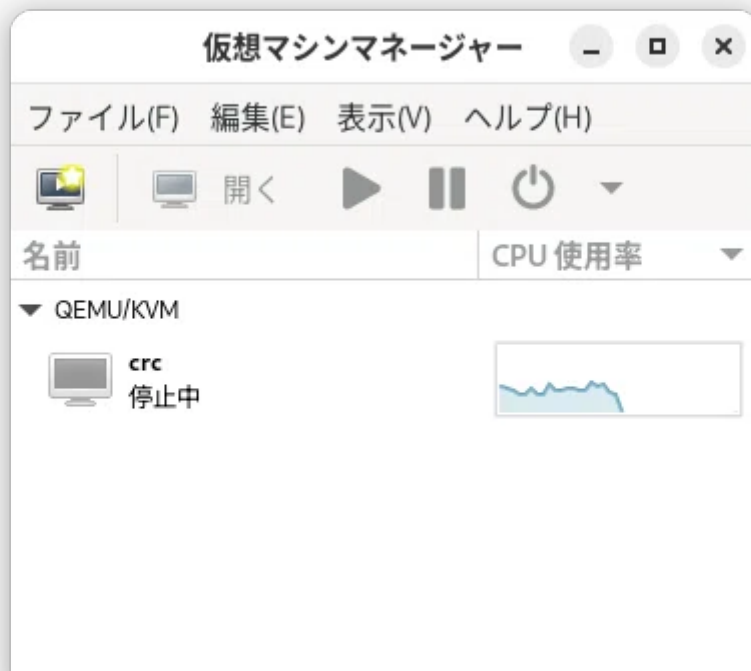 仮想マシンマネージャー
ファイル(F) 編集(E) 表示(V) ヘルプ(H)
開く
名前 CPU 使用率
QEMU/KVM
crc
停止中